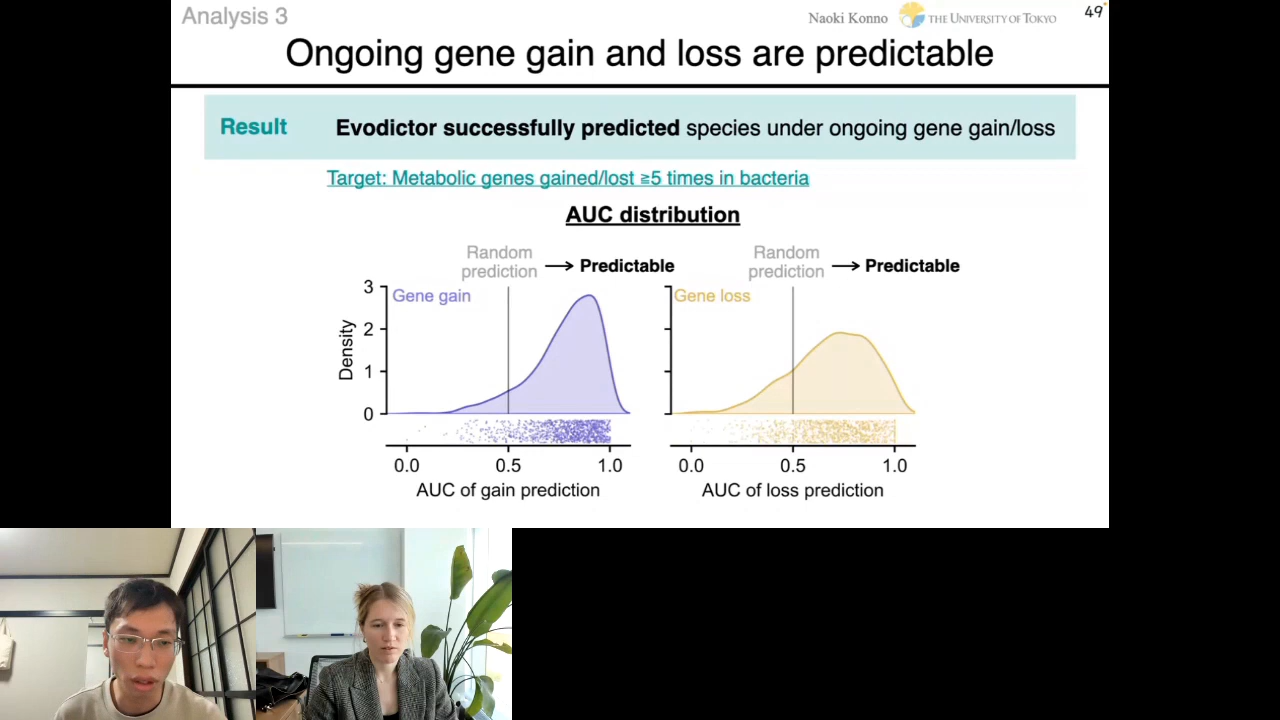 Analysis 3
Naoki Konno THE UNIVERSITY OF TOKYO 49
Ongoing gene gain and loss are predictable
Result Evodictor successfully predicted species under ongoing gene gain/loss
Target: Metabolic genes gained/lost ≥5 times in bacteria
AUC distribution
Random prediction → Predictable
Random prediction → Predictable
Gene gain
Gene loss
Density
3
2
1
0
0.0 0.5 1.0
0.0 0.5 1.0
AUC of gain prediction
AUC of loss prediction